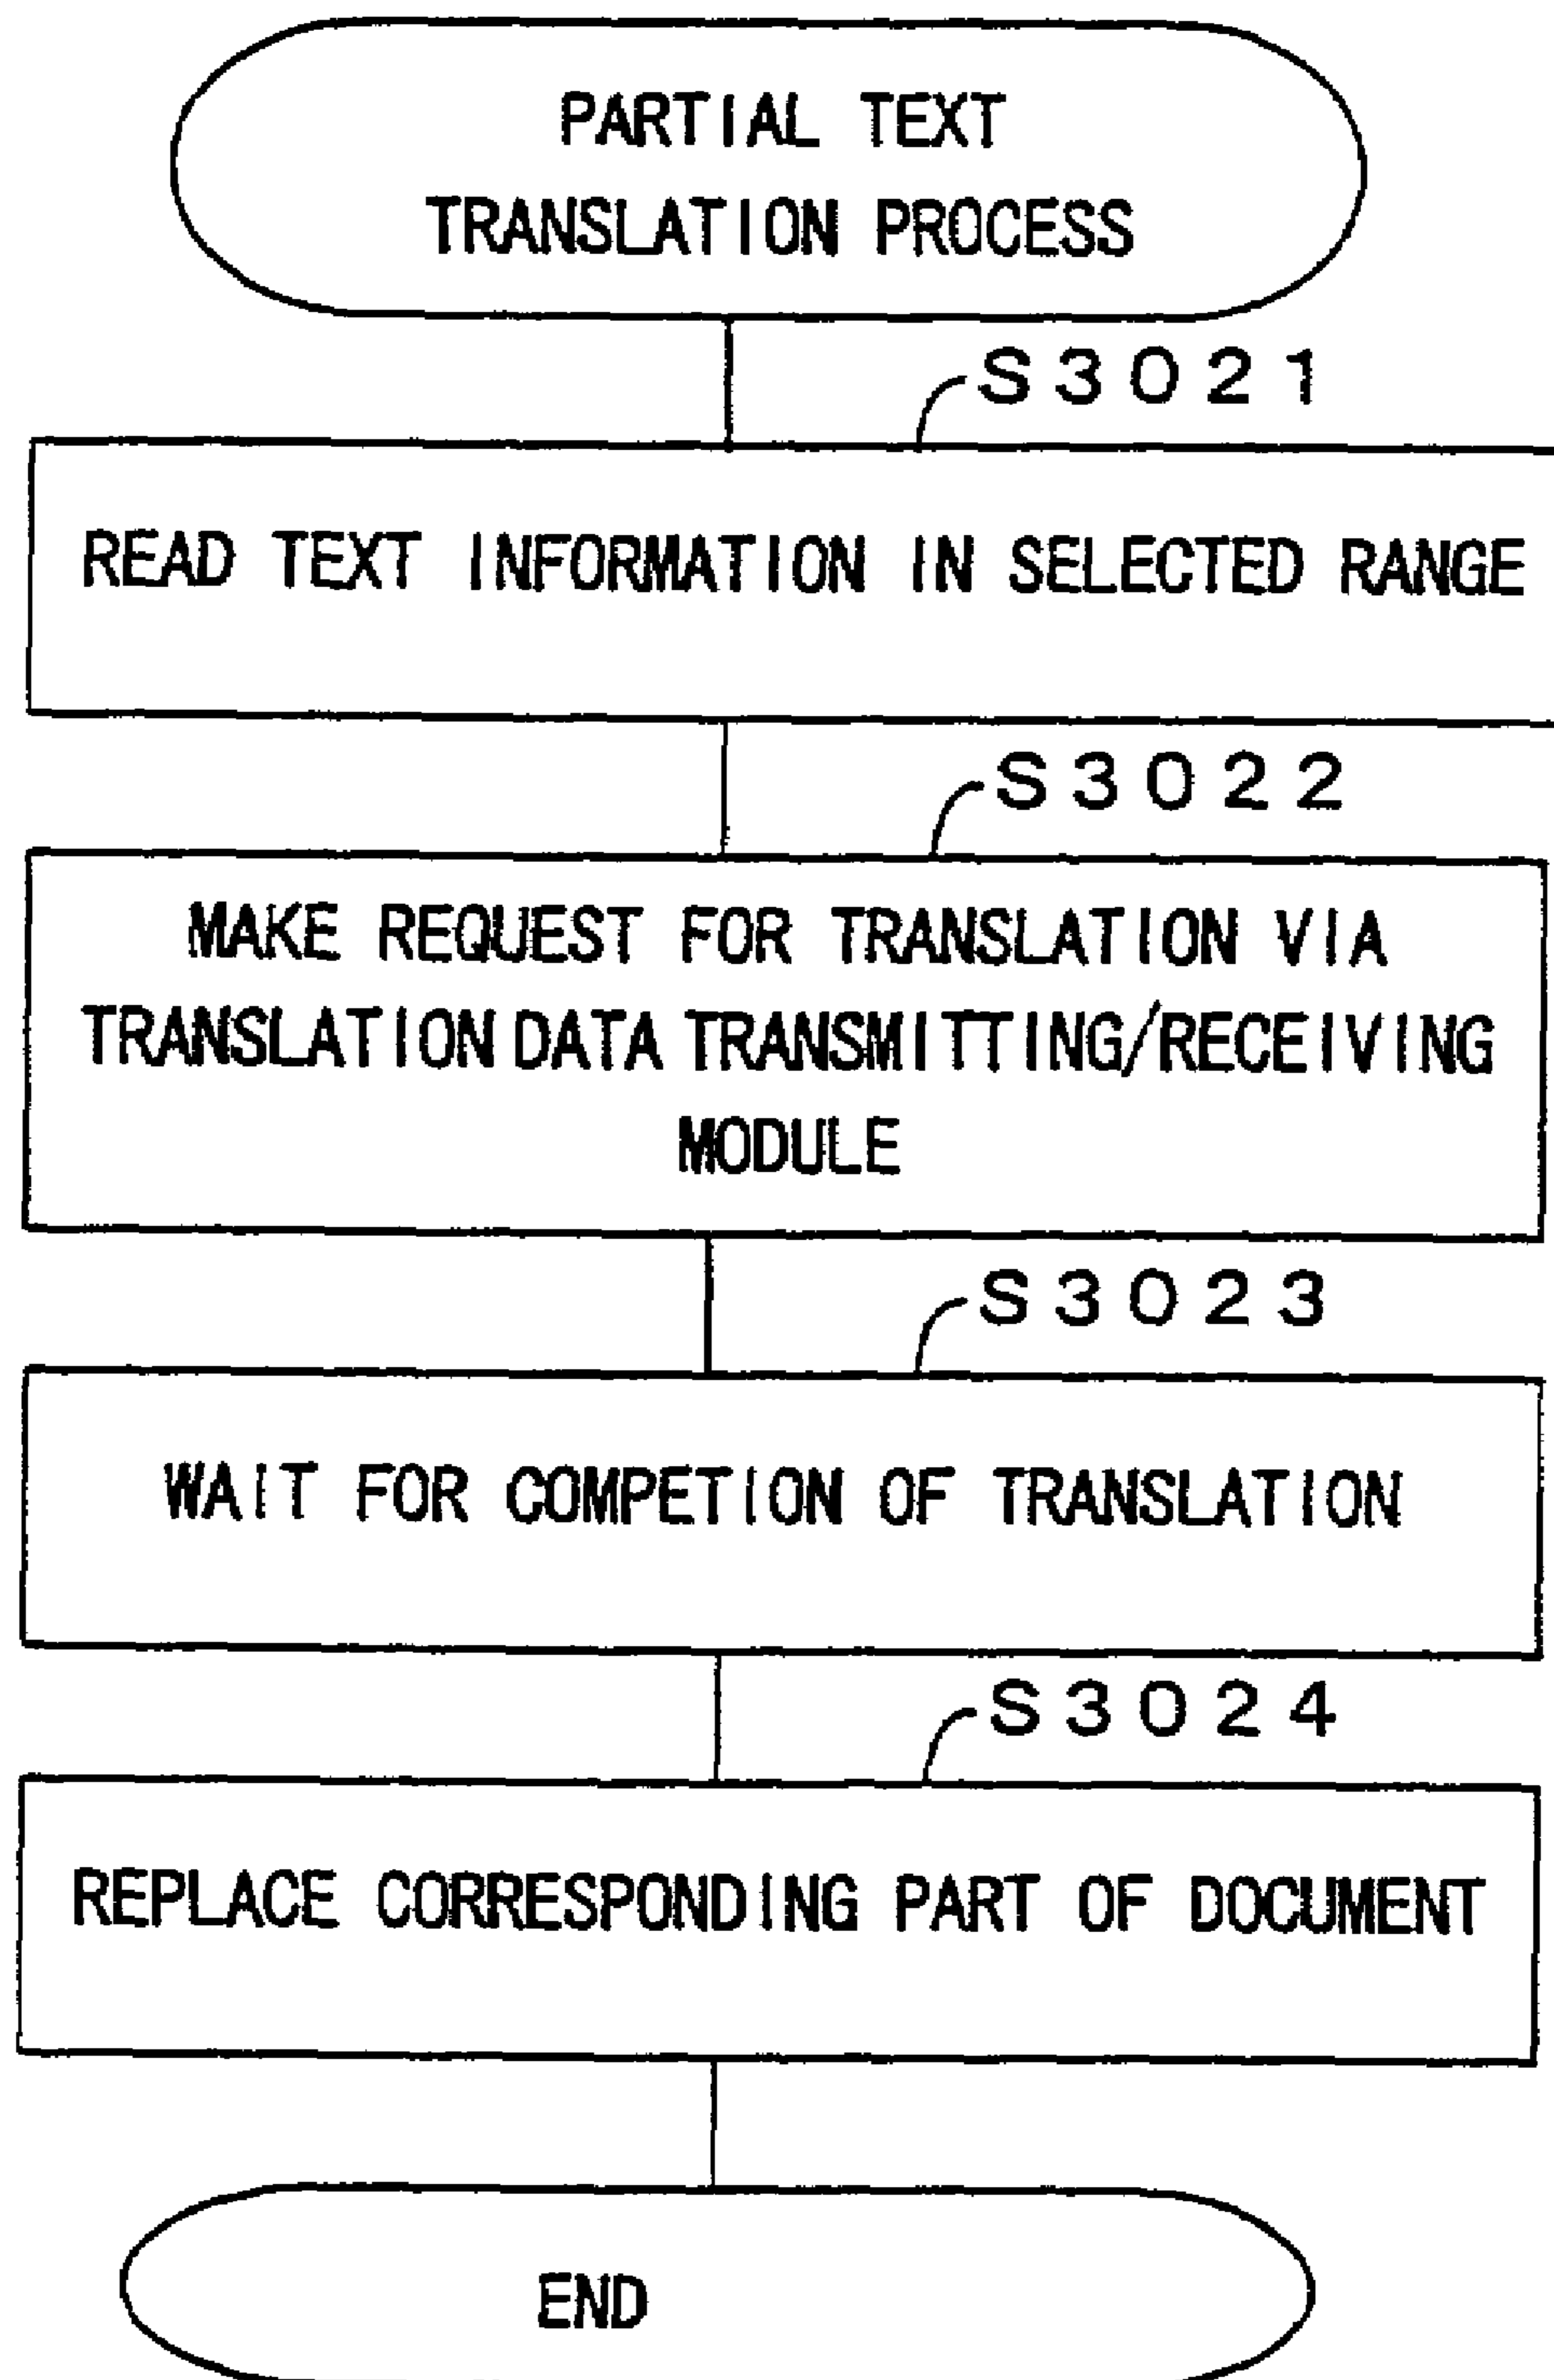 PARTIAL TEXT
TRANSLATION PROCESS
S3021
READ TEXT INFORMATION IN SELECTED RANGE
S3022
MAKE REQUEST FOR TRANSLATION VIA
TRANSLATION DATA TRANSMITTING/RECEIVING
MODULE
S3023
WAIT FOR COMPETION OF TRANSLATION
S3024
REPLACE CORRESPONDING PART OF DOCUMENT
END